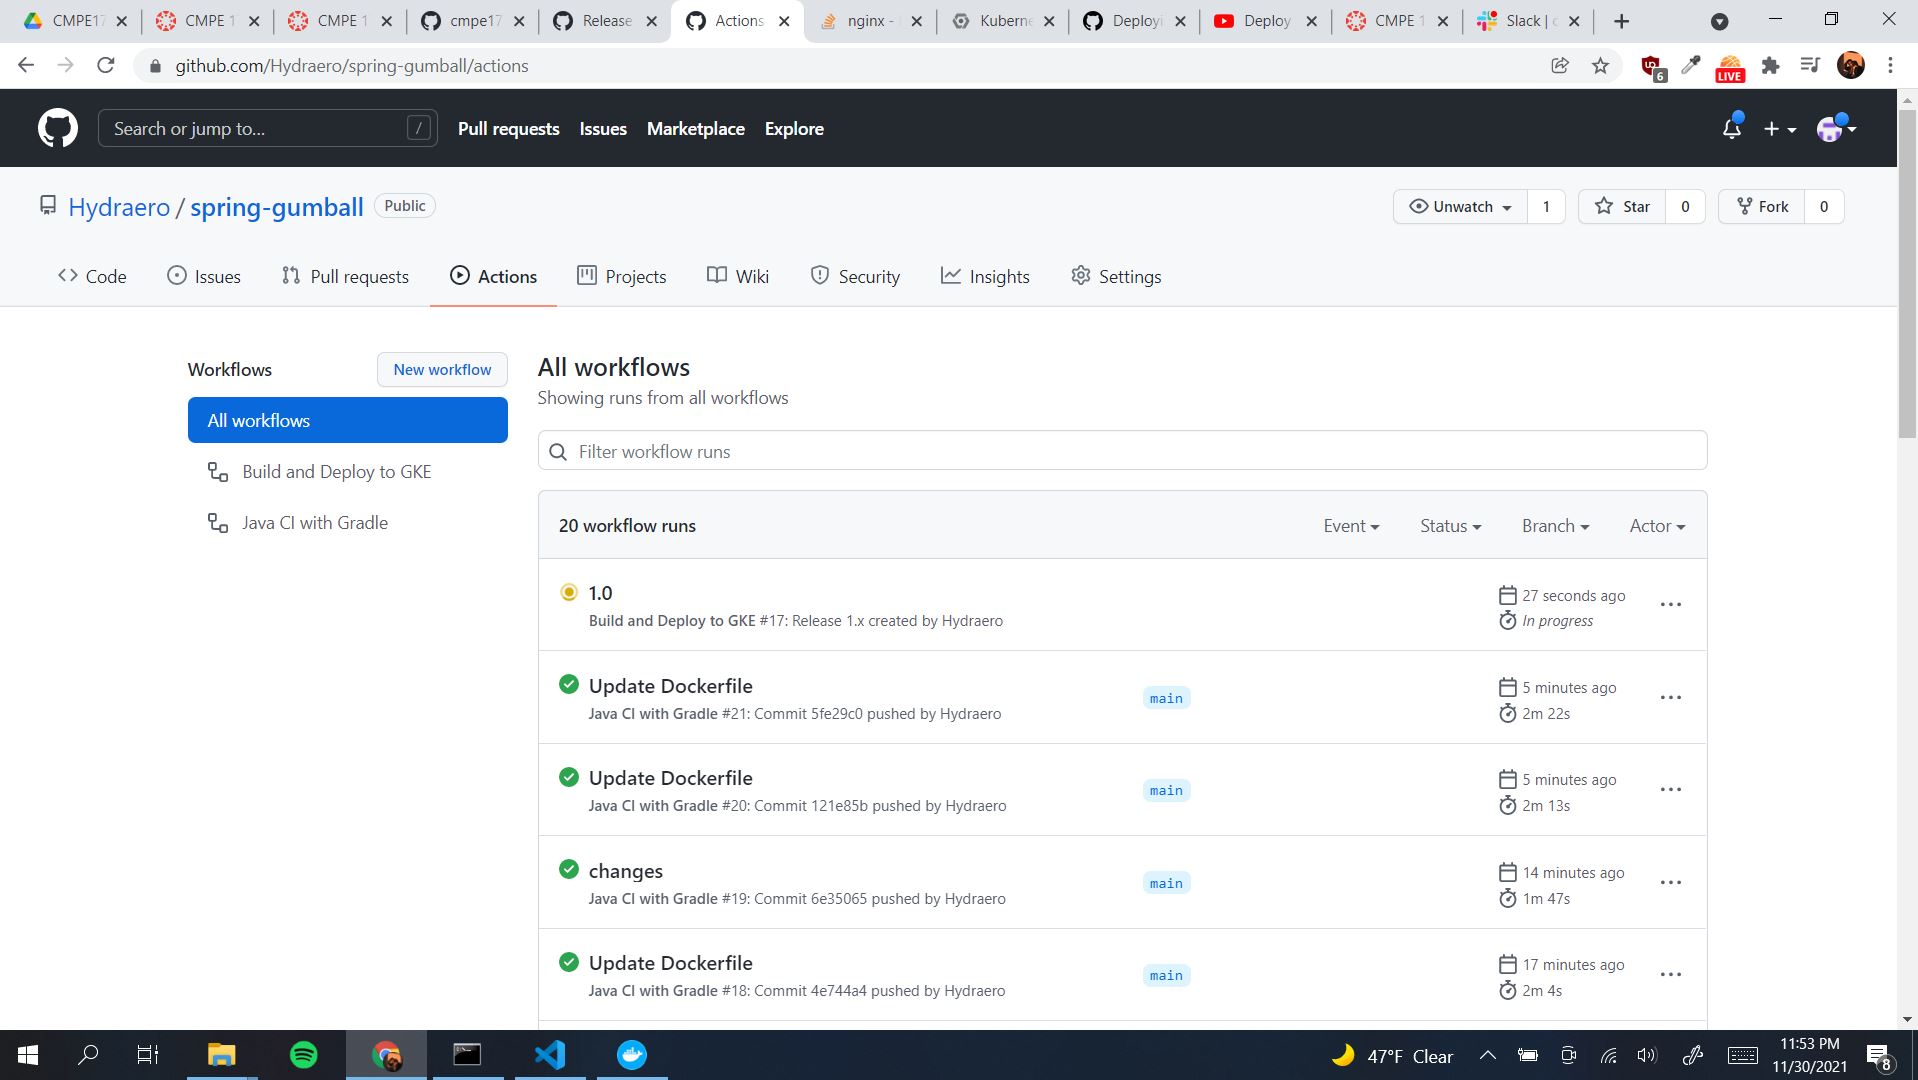 CMPE17
CMPE 1
CMPE 1
cmpe17
Release
Actions
nginx -
Kuberne
Deployi
Deploy
CMPE 1
Slack |
github.com/Hydraero/spring-gumball/actions
6
LIVE
Search or jump to...
/
Pull requests
Issues
Marketplace
Explore
Hydraero / spring-gumball
Public
Unwatch
1
Star
0
Fork
0
Code
Issues
Pull requests
Actions
Projects
Wiki
Security
Insights
Settings
Workflows
New workflow
All workflows
Build and Deploy to GKE
Java CI with Gradle
All workflows
Showing runs from all workflows
Filter workflow runs
20 workflow runs
Event
Status
Branch
Actor
1.0
Build and Deploy to GKE #17: Release 1.x created by Hydraero
27 seconds ago
In progress
Update Dockerfile
Java CI with Gradle #21: Commit 5fe29c0 pushed by Hydraero
main
5 minutes ago
2m 22s
Update Dockerfile
Java CI with Gradle #20: Commit 121e85b pushed by Hydraero
main
5 minutes ago
2m 13s
changes
Java CI with Gradle #19: Commit 6e35065 pushed by Hydraero
main
14 minutes ago
1m 47s
Update Dockerfile
Java CI with Gradle #18: Commit 4e744a4 pushed by Hydraero
main
17 minutes ago
2m 4s
47°F Clear
11:53 PM
11/30/2021
8